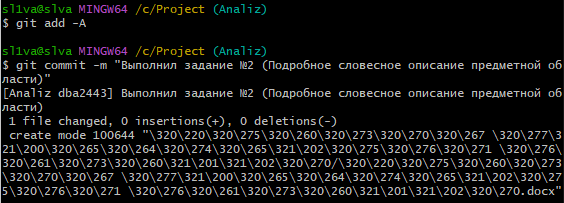 sl1va@slva MINGW64 /c/Project (Analiz)
$ git add -A
sl1va@slva MINGW64 /c/Project (Analiz)
$ git commit -m "Выполнил задание №2 (Подробное словесное описание предметной об
ласти)"
[Analiz dba2443] Выполнил задание №2 (Подробное словесное описание предметной об
ласти)
 1 file changed, 0 insertions(+), 0 deletions(-)
 create mode 100644 "\320\220\320\275\320\260\320\273\320\270\320\267 \320\277\3
21\200\320\265\320\264\320\274\320\265\321\202\320\275\320\276\320\271 \320\276\
320\261\320\273\320\260\321\201\321\202\320\270/\320\220\320\275\320\260\320\273
\320\270\320\267 \320\277\321\200\320\265\320\264\320\274\320\265\321\202\320\27
5\320\276\320\271 \320\276\320\261\320\273\320\260\321\201\321\202\320\270.docx"